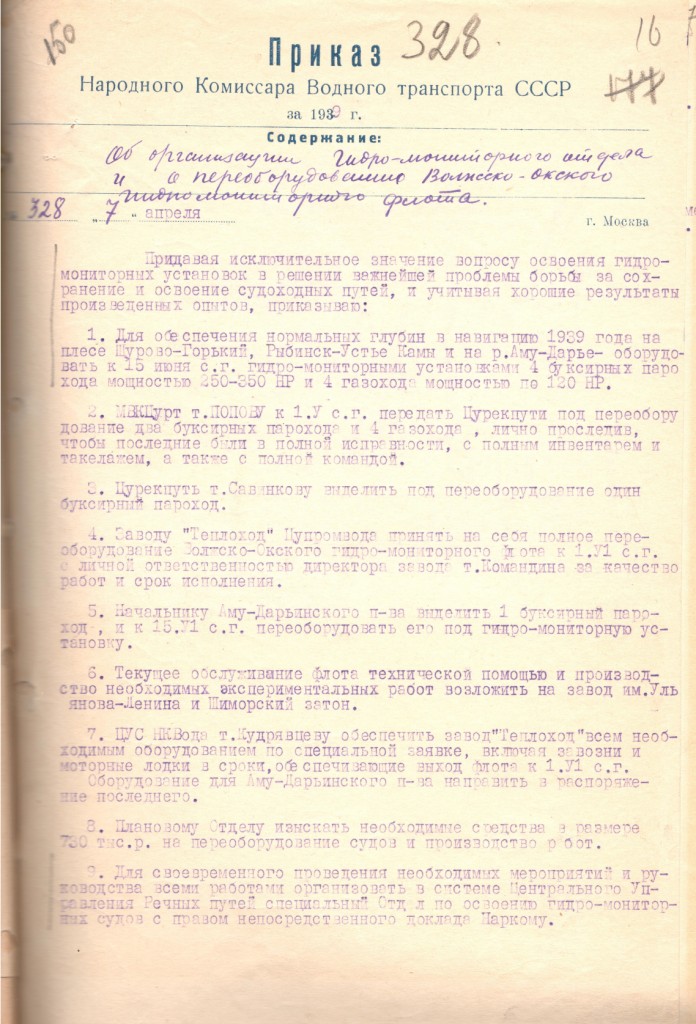 150
328
16
177
Приказ
Народного Комиссара Водного транспорта СССР
за 1939 г.
Содержание:
Об организации Гидро-мониторного отдела
и о переоборудовании Волжско-Окского
гидромониторного флота.
328 „7" апреля
г. Москва
Придавая исключительное значение вопросу освоения гидро-
мониторных установок в решении важнейшей проблемы борьбы за сох-
ранение и освоение судоходных путей, и учитывая хорошие результаты
произведенных опытов, приказываю:
1. Для обеспечения нормальных глубин в навигацию 1939 года на
плесе Щурово-Горький, Рыбинск-Устье Камы и на р.Аму-Дарье- оборудо-
вать к 15 июня с.г. гидро-мониторными установками 4 буксирных паро
хода мощностью 250-350 НР и 4 газохода мощностью по 120 НР.
2. МВКЦурт т.ПОПОВУ к 1.У с.г. передать Цурекпути под переобору
дование два буксирных парохода и 4 газохода , лично проследив,
чтобы последние были в полной исправности, с полным инвентарем и
такелажем, а также с полной командой.
3. Цурекпуть т.Савинкову выделить под переоборудование один
буксирный пароход.
4. Заводу "Теплоход" Цупромвода принять на себя полное пере-
оборудование Волжско-Окского гидро-мониторного флота к 1.У1 с.г.
с личной ответственностью директора завода т.Командина за качество
работ и срок исполнения.
5. Начальнику Аму-Дарьинского п-ва выделить 1 буксирный паро-
ход , и к 15.У1 с.г. переоборудовать его под гидро-мониторную ус-
тановку.
6. Текущее обслуживание флота технической помощью и производ-
ство необходимых экспериментальных работ возложить на завод им.Уль
янова-Ленина и Шиморский затон.
7. ЦУС НКВода т.Кудрявцеву обеспечить завод"Теплоход"всем необ-
ходимым оборудованием по специальной заявке, включая завозни и
моторные лодки в сроки,обеспечивающие выход флота к 1.У1 с.г.
Оборудование для Аму-Дарьинского п-ва направить в распоряже-
ние последнего.
8. Плановому Отделу изыскать необходимые средства в размере
730 тыс.р. на переоборудование судов и производство р бот.
9. Для своевременного проведения необходимых мероприятий и ру-
ководства всеми работами организовать в системе Центрального Уп-
равления Речных путей специальный Отдел по освоению гидро-монитор-
ных судов с правом непосредственного доклада Наркому.